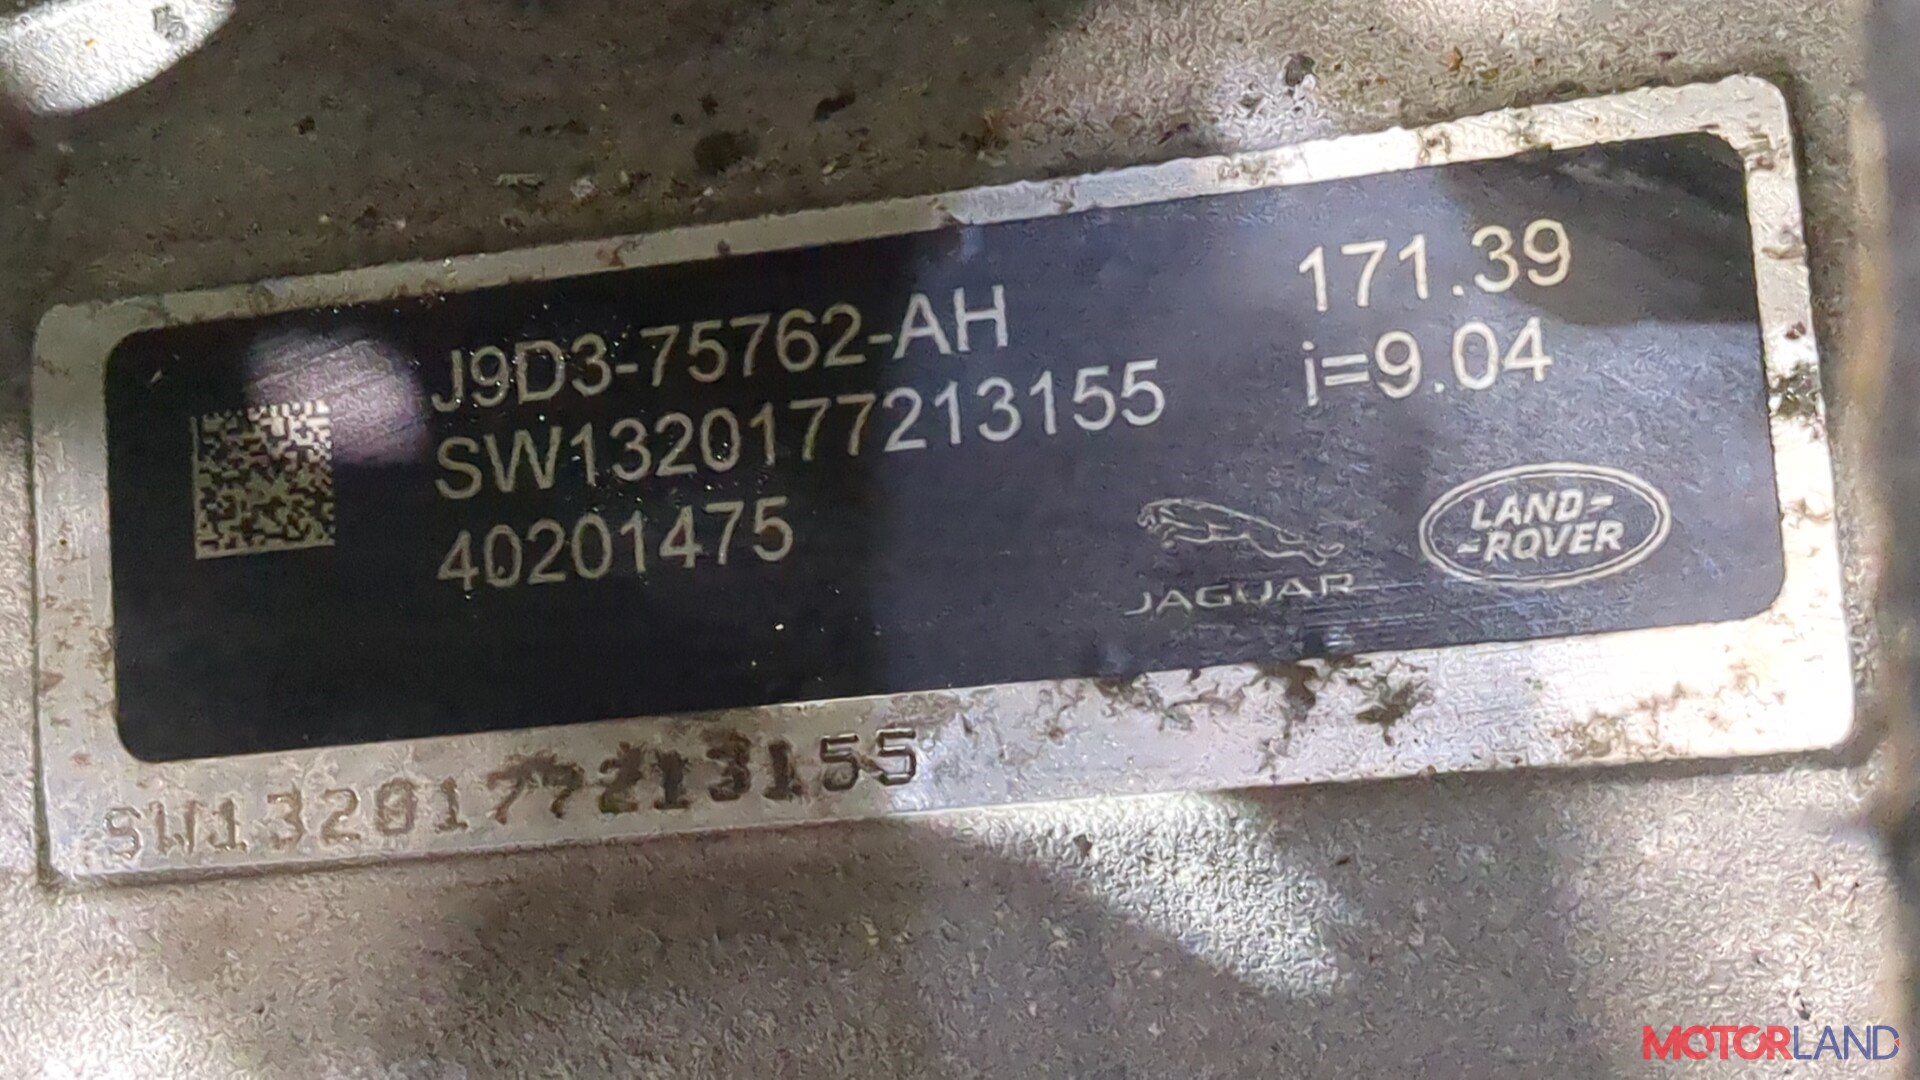 J9D3-75762-AH
SW1320177213155
40201475
171.39
i=9.04
JAGUAR
LAND-
-ROVER
SW1320177213155
MOTORLAND